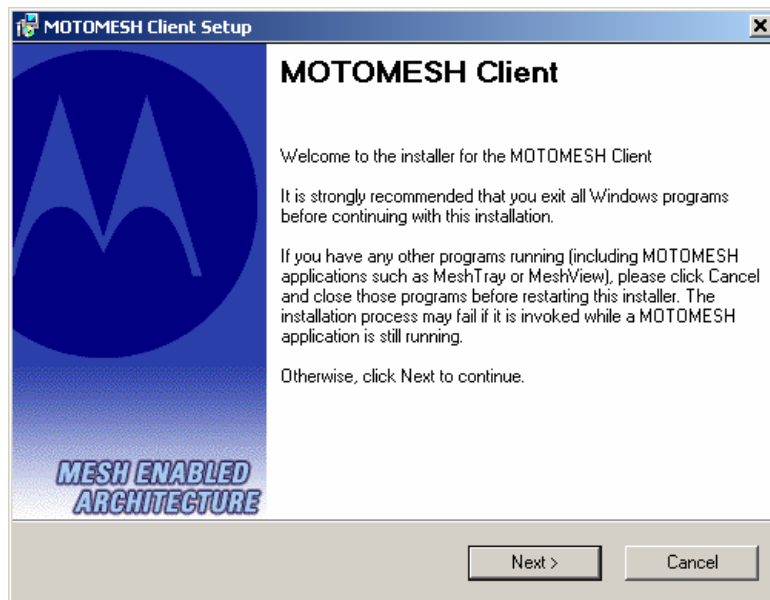 MOTOMESH Client Setup
MOTOMESH Client
Welcome to the installer for the MOTOMESH Client
It is strongly recommended that you exit all Windows programs
before continuing with this installation.
If you have any other programs running (including MOTOMESH
applications such as MeshTray or MeshView), please click Cancel
and close those programs before restarting this installer. The
installation process may fail if it is invoked while a MOTOMESH
application is still running.
Otherwise, click Next to continue.
MESH ENABLED
ARCHITECTURE
Next >
Cancel